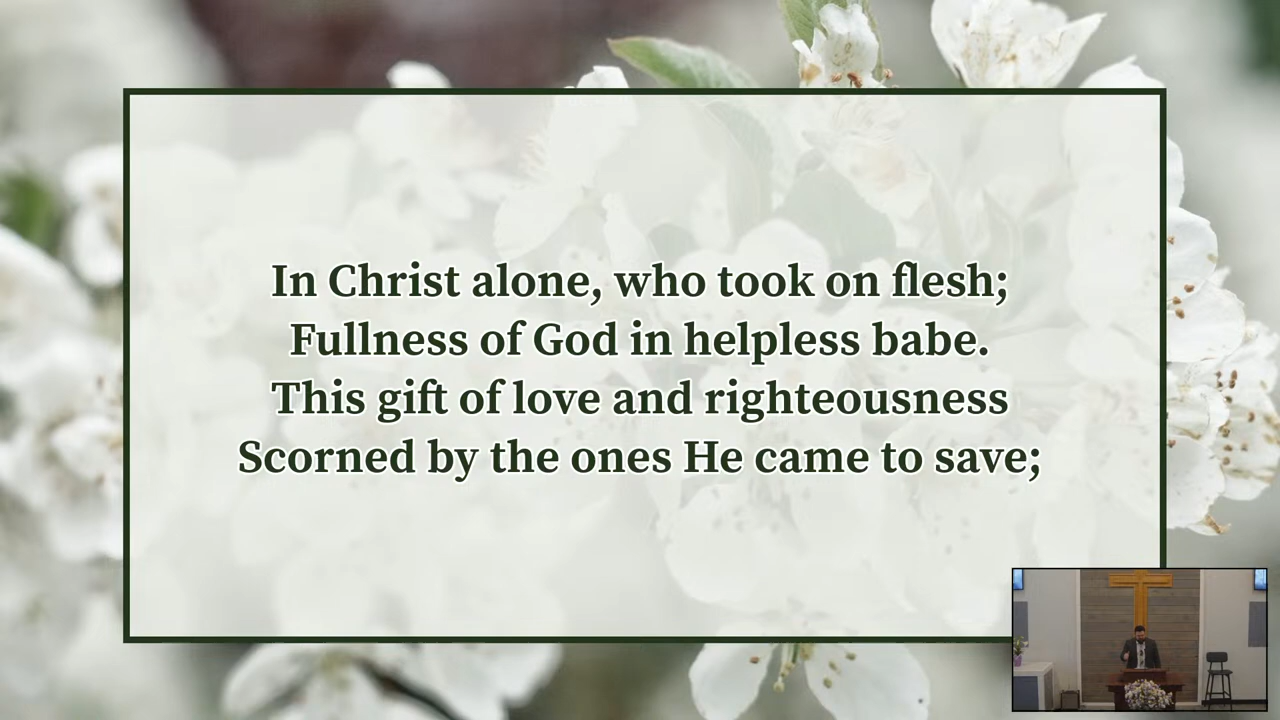 In Christ alone, who took on flesh;
Fullness of God in helpless babe.
This gift of love and righteousness
Scorned by the ones He came to save;